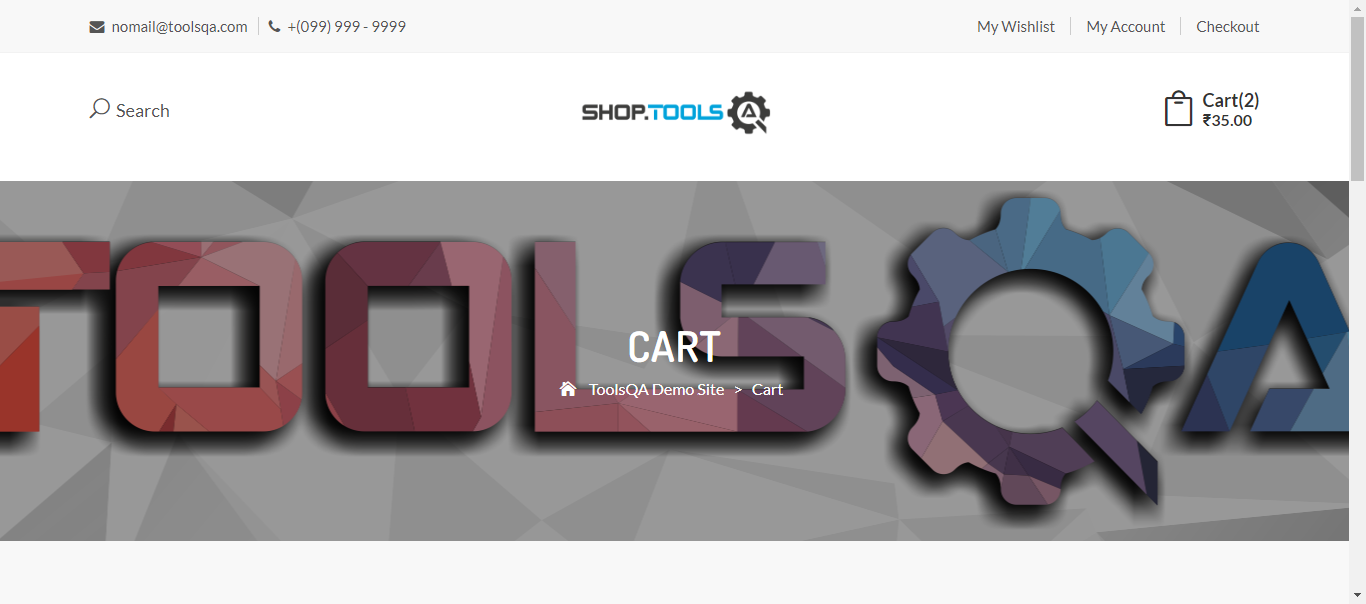 nomail@toolsqa.com +(099) 999 - 9999 My Wishlist My Account Checkout
Search
SHOP.TOOLSQA
Cart(2)
₹35.00
TOOLSQA
CART
ToolsQA Demo Site > Cart